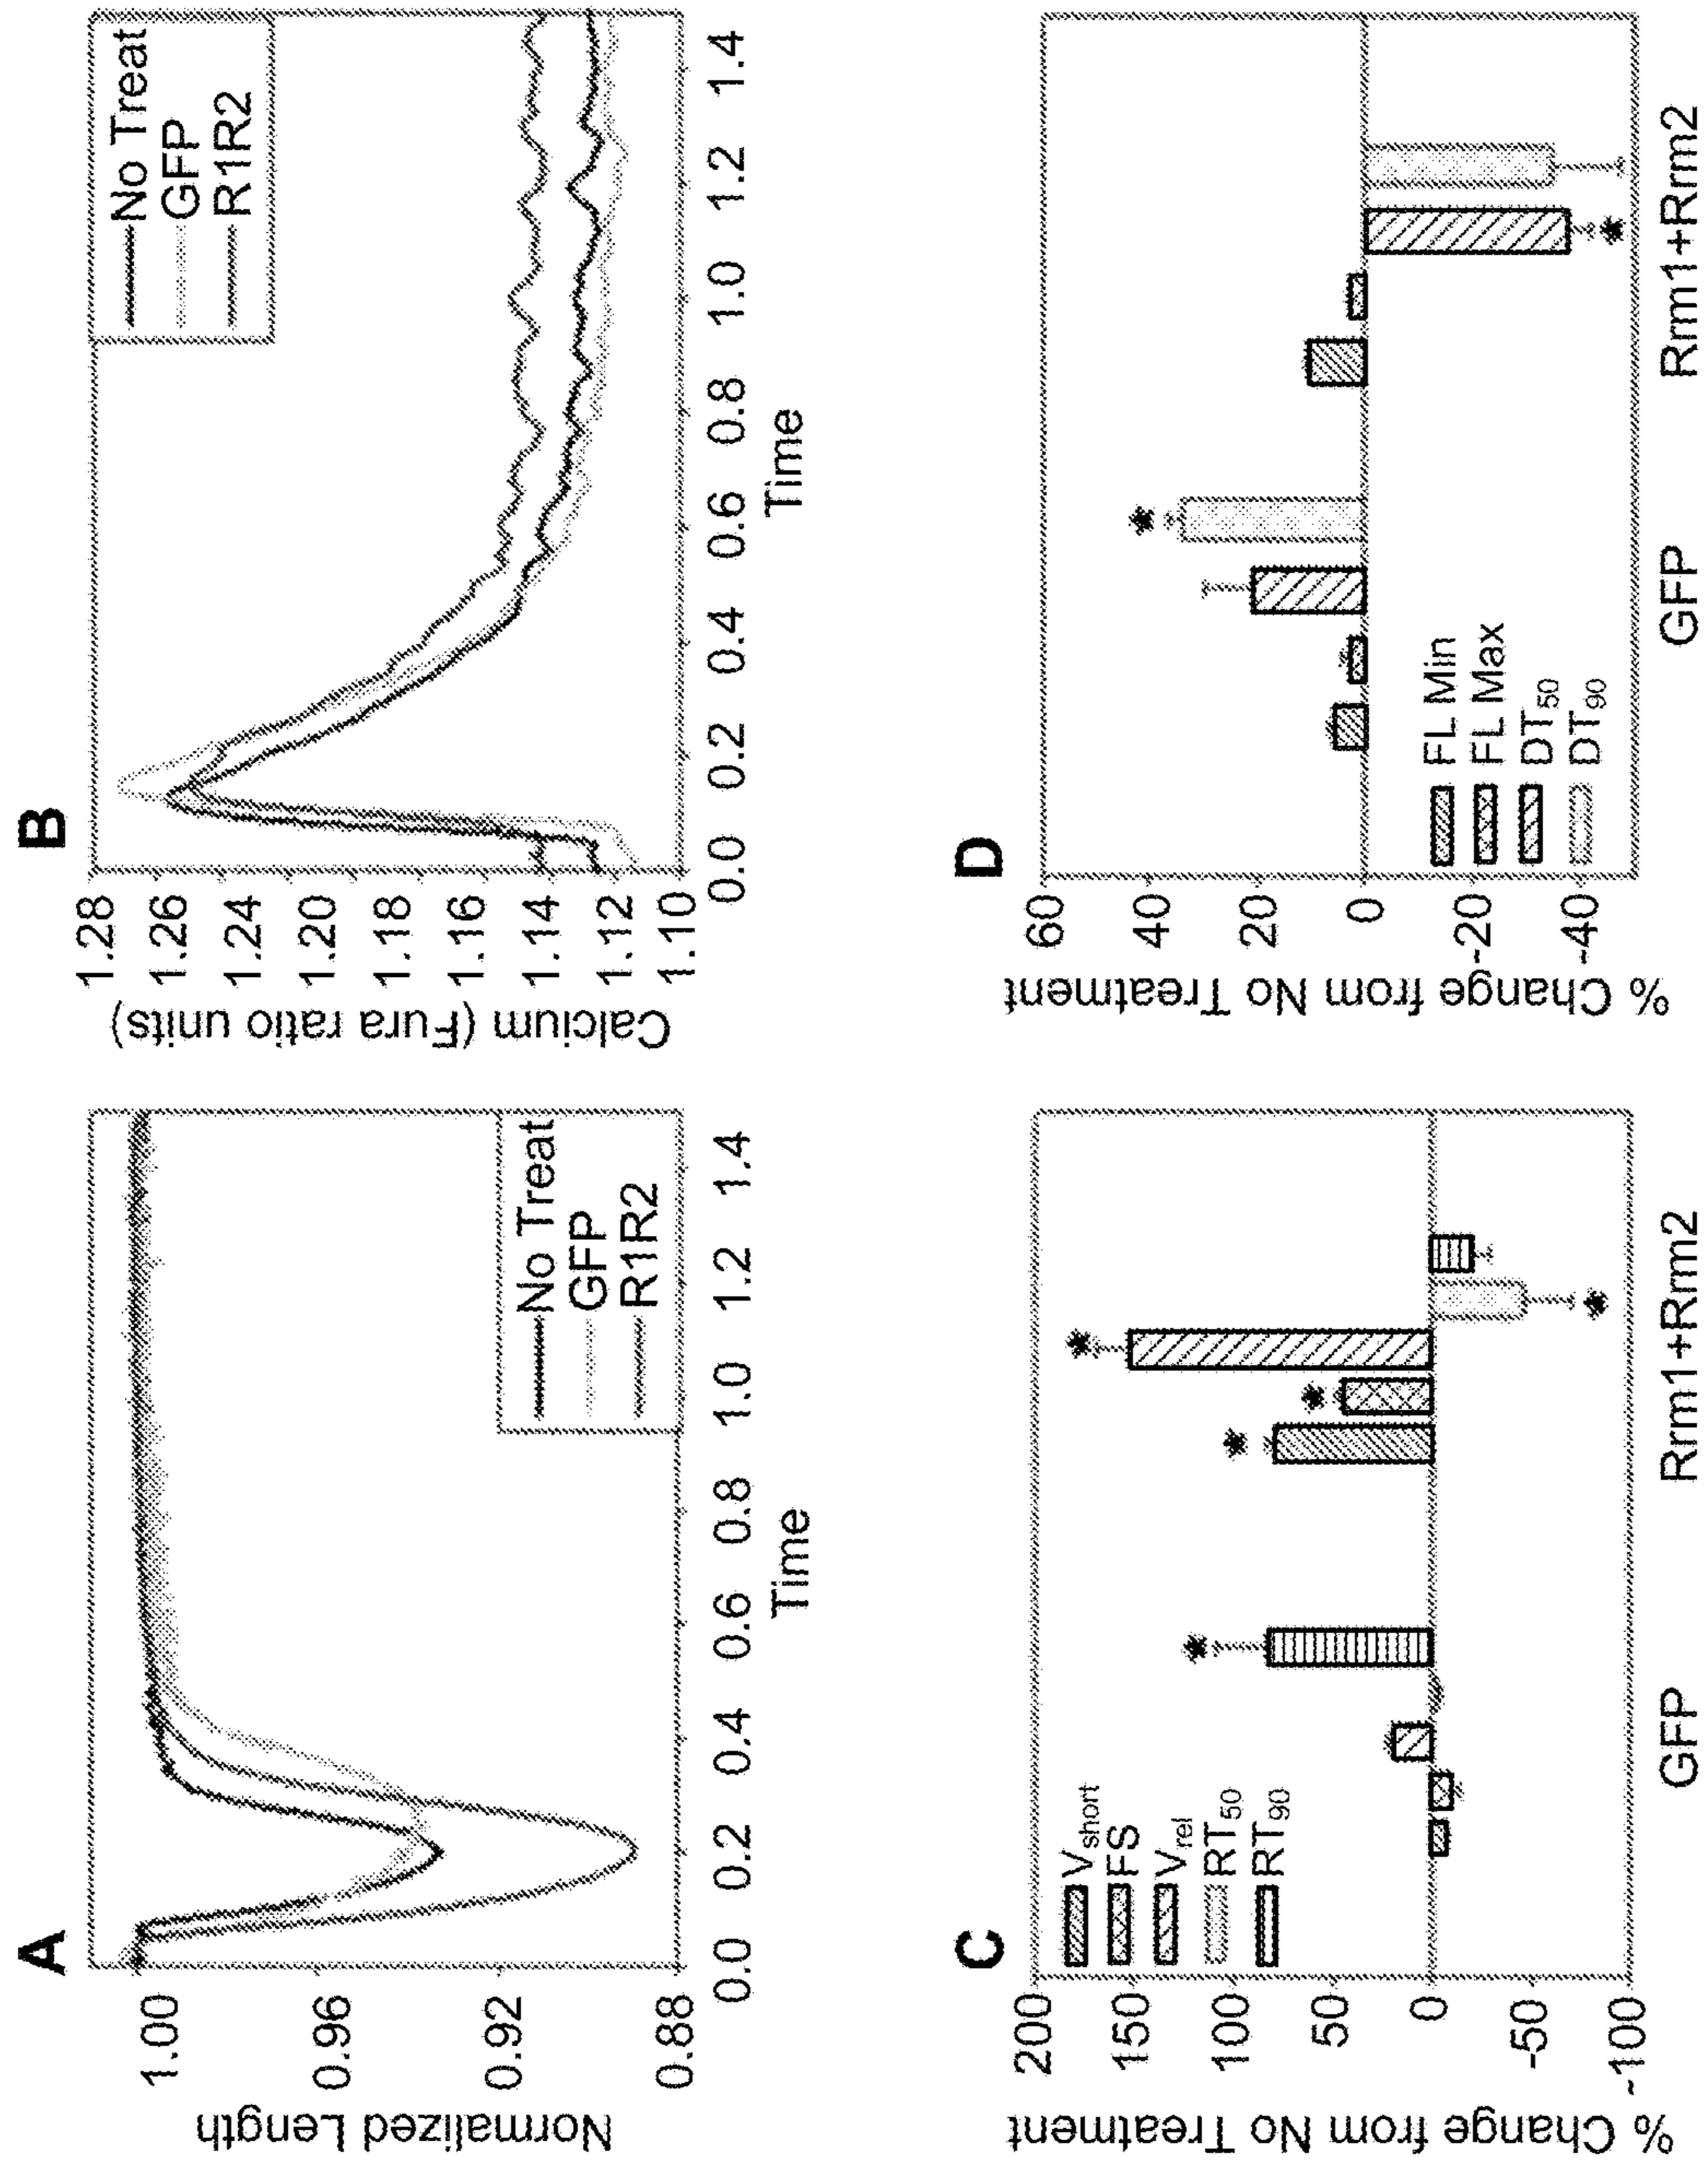 A
Normalized Length
1.00
0.96
0.92
0.88
0.0 0.2 0.4 0.6 0.8 1.0 1.2 1.4
Time
No Treat
GFP
R1R2
B
Calcium (Fura ratio units)
1.28
1.26
1.24
1.20
1.18
1.16
1.14
1.12
1.10
0.0 0.2 0.4 0.6 0.8 1.0 1.2 1.4
Time
No Treat
GFP
R1R2
C
% Change from No Treatment
200
150
100
50
0
-50
-100
Vshort
FS
Vrel
RT50
RT90
* * * * *
GFP Rrm1+Rrm2
D
% Change from No Treatment
60
40
20
0
-20
-40
FL Min
FL Max
DT50
DT90
* *
GFP Rrm1+Rrm2